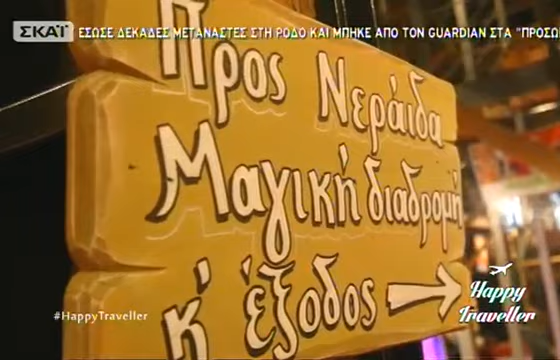 ΣΚΑΪ
ΕΣΩΣΕ ΔΕΚΑΔΕΣ ΜΕΤΑΝΑΣΤΕΣ ΣΤΗ ΡΟΔΟ ΚΑΙ ΜΠΗΚΕ ΑΠΟ ΤΟΝ GUARDIAN ΣΤΑ "ΠΡΟΣΩ
Προς Νεράιδα
Μαγική διαδρομή
κ' έξοδος →
#HappyTraveller
Happy
Traveller